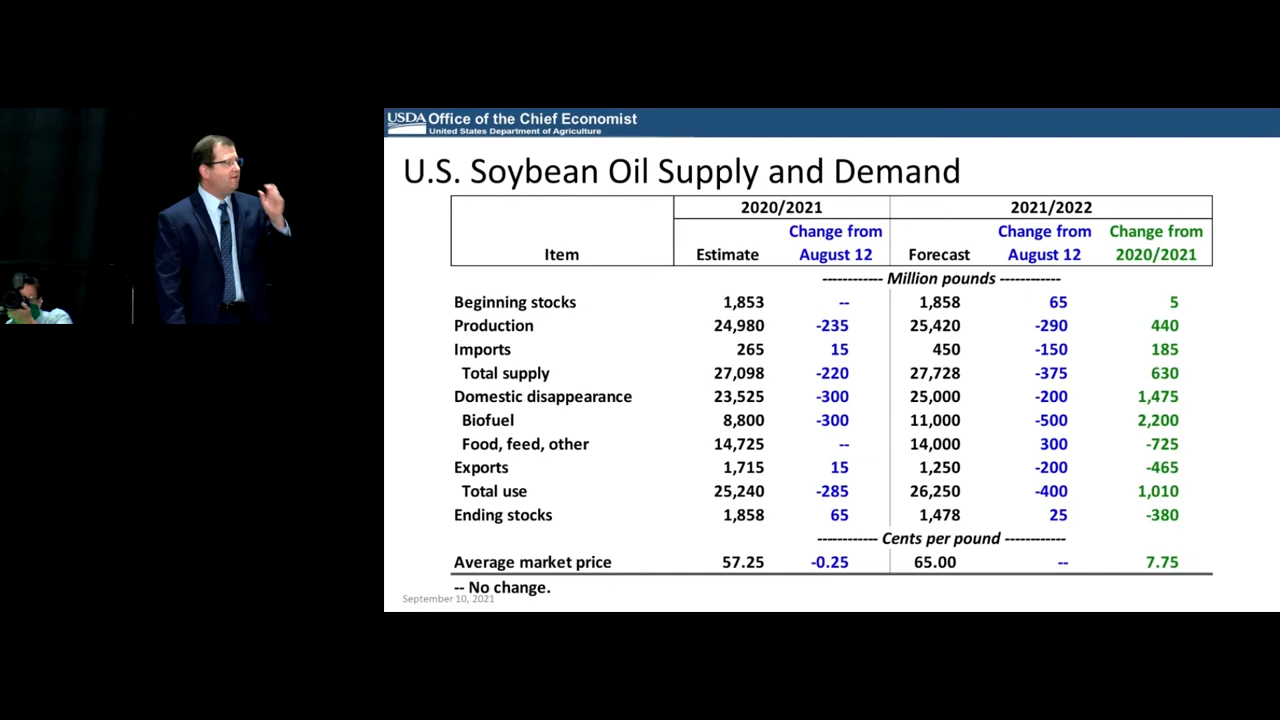 USDA Office of the Chief Economist
United States Department of Agriculture
U.S. Soybean Oil Supply and Demand
2020/2021 2021/2022
Change from Change from Change from
Item Estimate August 12 Forecast August 12 2020/2021
------------ Million pounds ------------
Beginning stocks 1,853 -- 1,858 65 5
Production 24,980 -235 25,420 -290 440
Imports 265 15 450 -150 185
Total supply 27,098 -220 27,728 -375 630
Domestic disappearance 23,525 -300 25,000 -200 1,475
Biofuel 8,800 -300 11,000 -500 2,200
Food, feed, other 14,725 -- 14,000 300 -725
Exports 1,715 15 1,250 -200 -465
Total use 25,240 -285 26,250 -400 1,010
Ending stocks 1,858 65 1,478 25 -380
------------ Cents per pound ------------
Average market price 57.25 -0.25 65.00 -- 7.75
-- No change.
September 10, 2021